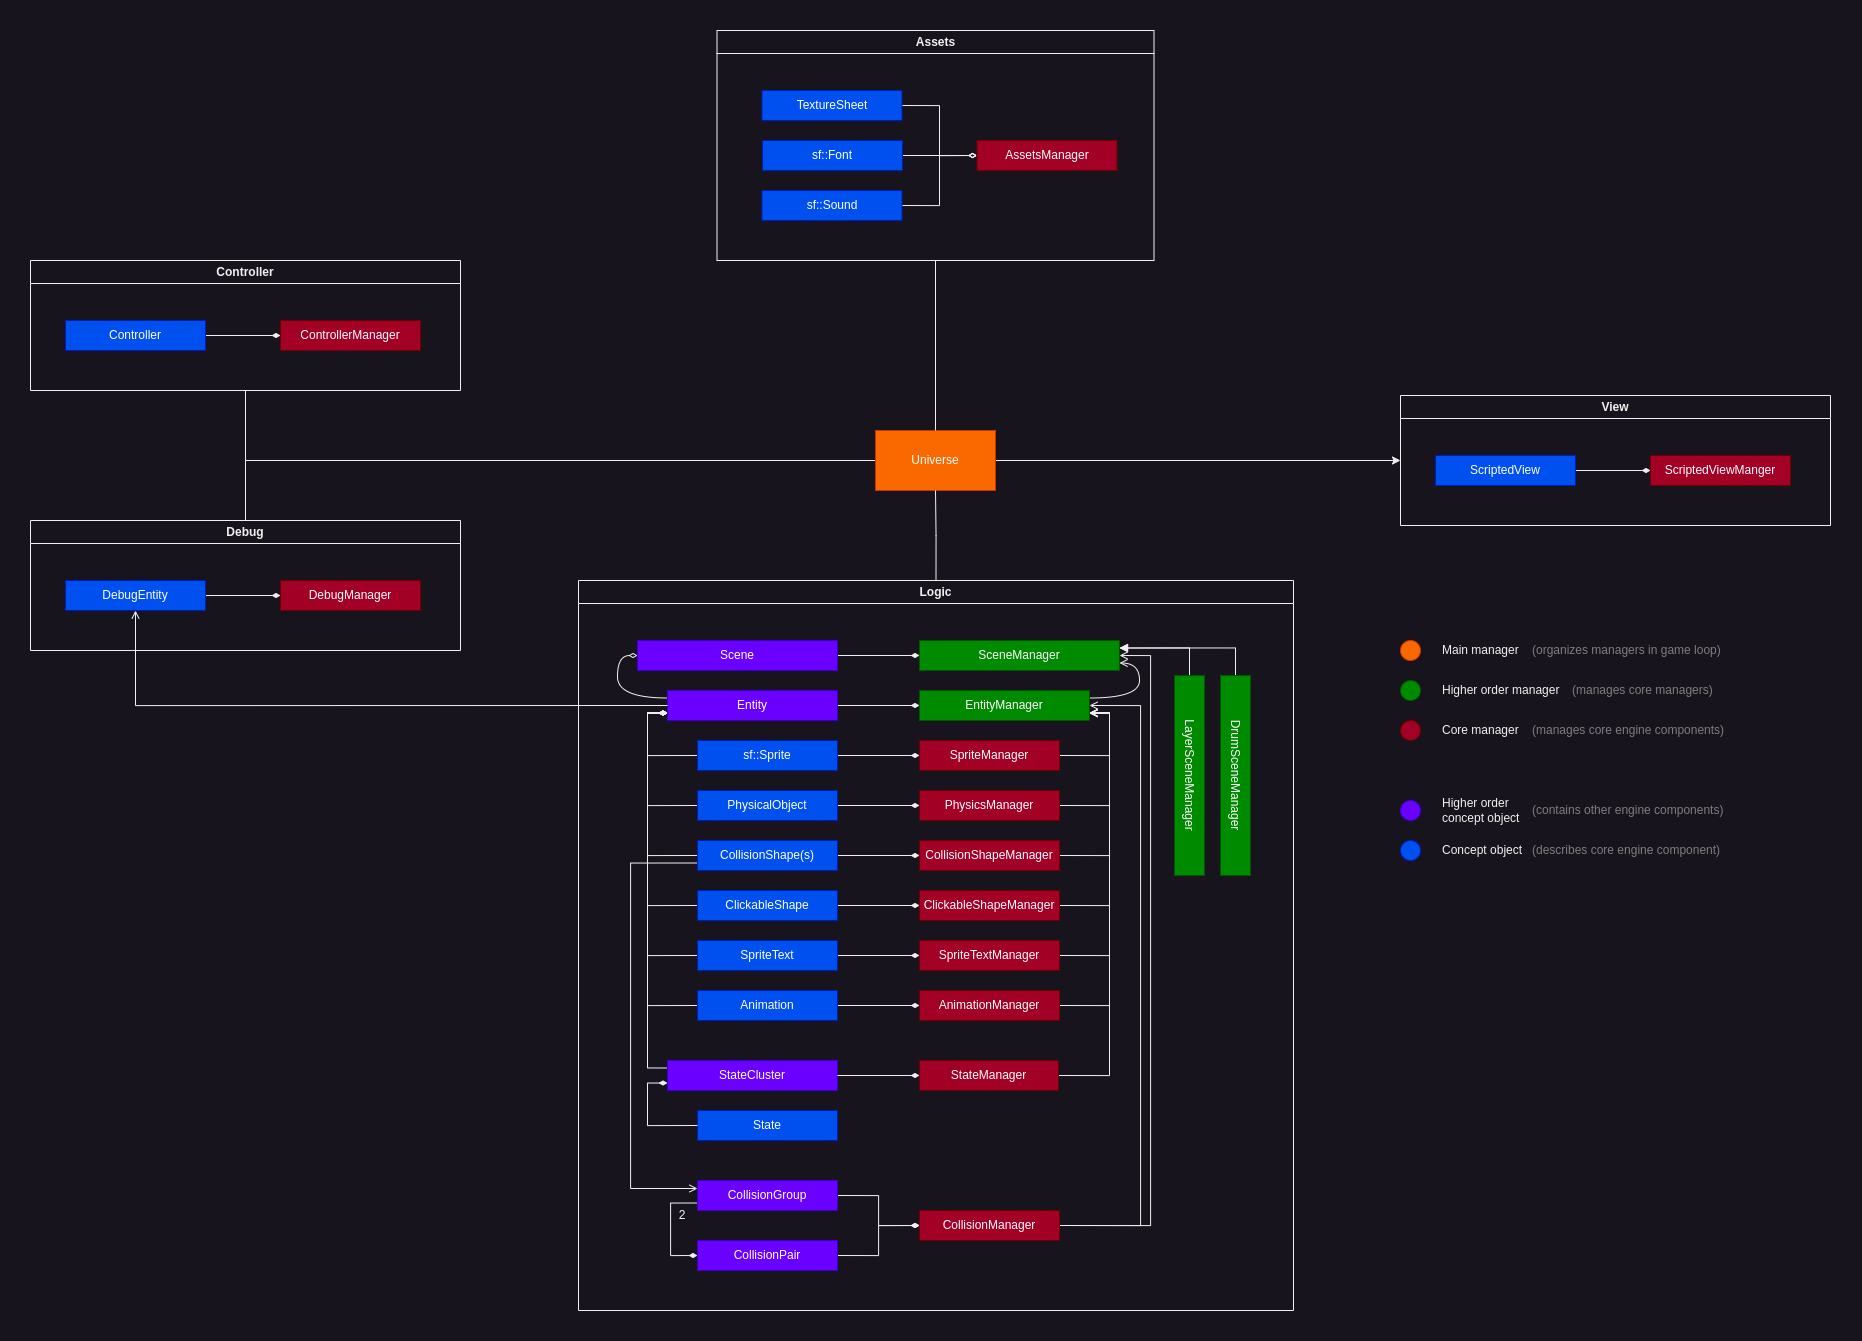 Assets
TextureSheet
sf::Font
AssetsManager
sf::Sound
Controller
Controller
ControllerManager
Universe
View
ScriptedView
ScriptedViewManger
Debug
DebugEntity
DebugManager
Logic
Scene
SceneManager
Entity
EntityManager
sf::Sprite
SpriteManager
PhysicalObject
PhysicsManager
CollisionShape(s)
CollisionShapeManager
ClickableShape
ClickableShapeManager
SpriteText
SpriteTextManager
Animation
AnimationManager
StateCluster
StateManager
State
CollisionGroup
2
CollisionManager
CollisionPair
LayerSceneManager
DrumSceneManager
Main manager (organizes managers in game loop)
Higher order manager (manages core managers)
Core manager (manages core engine components)
Higher order
concept object (contains other engine components)
Concept object (describes core engine component)